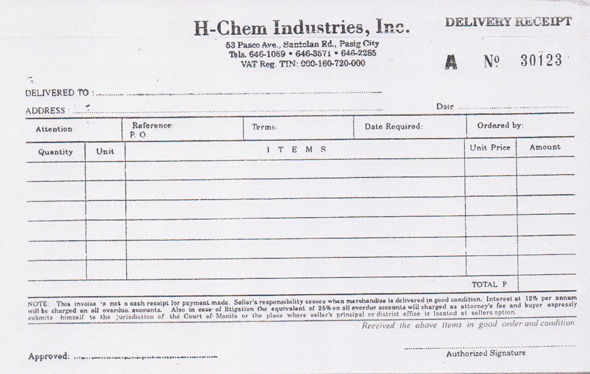 H-Chem Industries, Inc.
DELIVERY RECEIPT
53 Pasco Ave., Santolan Rd., Pasig City
Tels. 646-1059 • 646-3571 • 646-2285
VAT Reg. TIN: 000-160-720-000
A Nº 30123
DELIVERED TO :
ADDRESS Date
Attention: Reference: P. O. Terms: Date Required: Ordered by:
Quantity Unit I T E M S Unit Price Amount
TOTAL P
NOTE: This invoice is not a cash receipt for payment made. Seller's responsibility ceases when merchandise is delivered in good condition. Interest at 12% per annum
will be charged on all overdue accounts. Also in case of litigation the equivalent of 25% on all overdue accounts will charged as attorney's fee and buyer expressly
submits himself to the jurisdiction of the Court of Manila or the place where seller's principal or district office is located at sellers option.
Received the above items in good order and condition.
Approved:
Authorized Signature